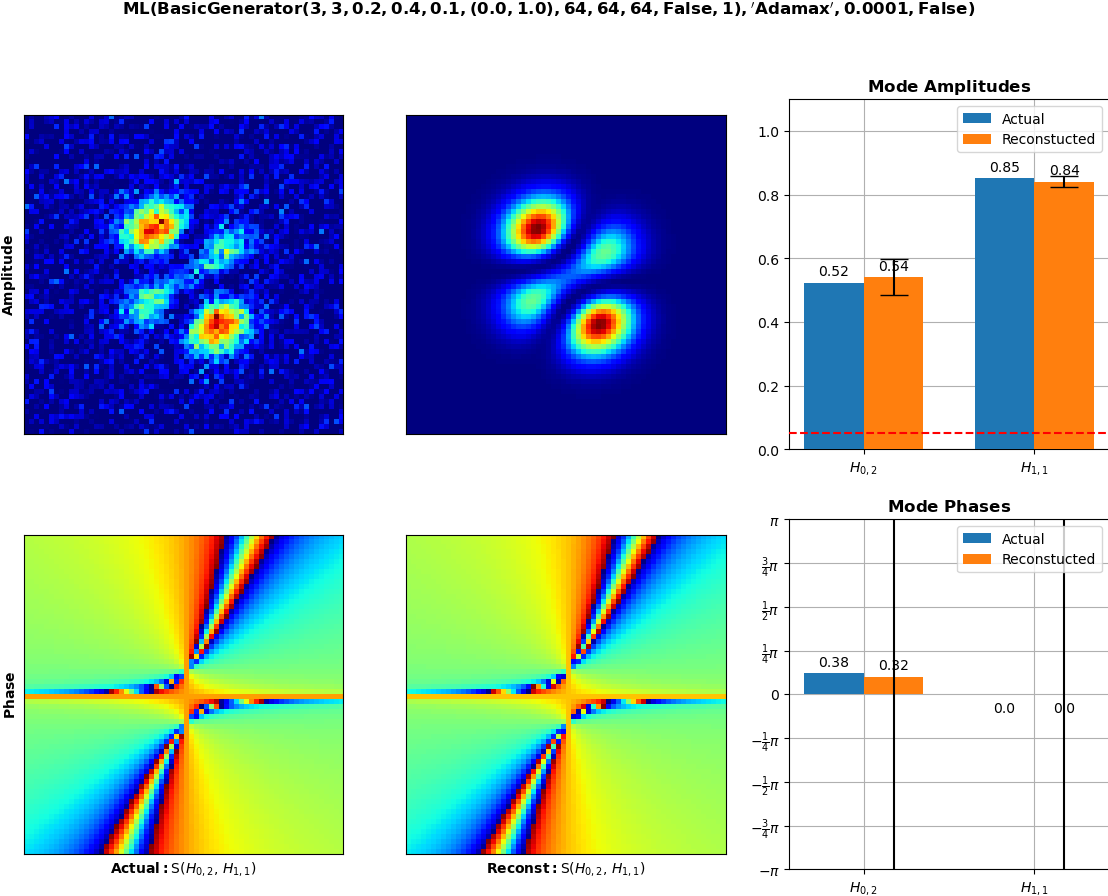 ML(BasicGenerator(3, 3, 0.2, 0.4, 0.1, (0.0, 1.0), 64, 64, 64, False, 1), ′Adamax′, 0.0001, False)
Amplitude
Mode Amplitudes
Actual
Reconstucted
1.0
0.8
0.6
0.4
0.2
0.0
0.52
0.54
0.85
0.84
H0, 2
H1, 1
Phase
Actual: S(H0, 2, H1, 1)
Reconst: S(H0, 2, H1, 1)
Mode Phases
Actual
Reconstucted
π
3/4π
1/2π
1/4π
0
−1/4π
−1/2π
−3/4π
−π
0.38
0.32
0.0
0.0
H0, 2
H1, 1